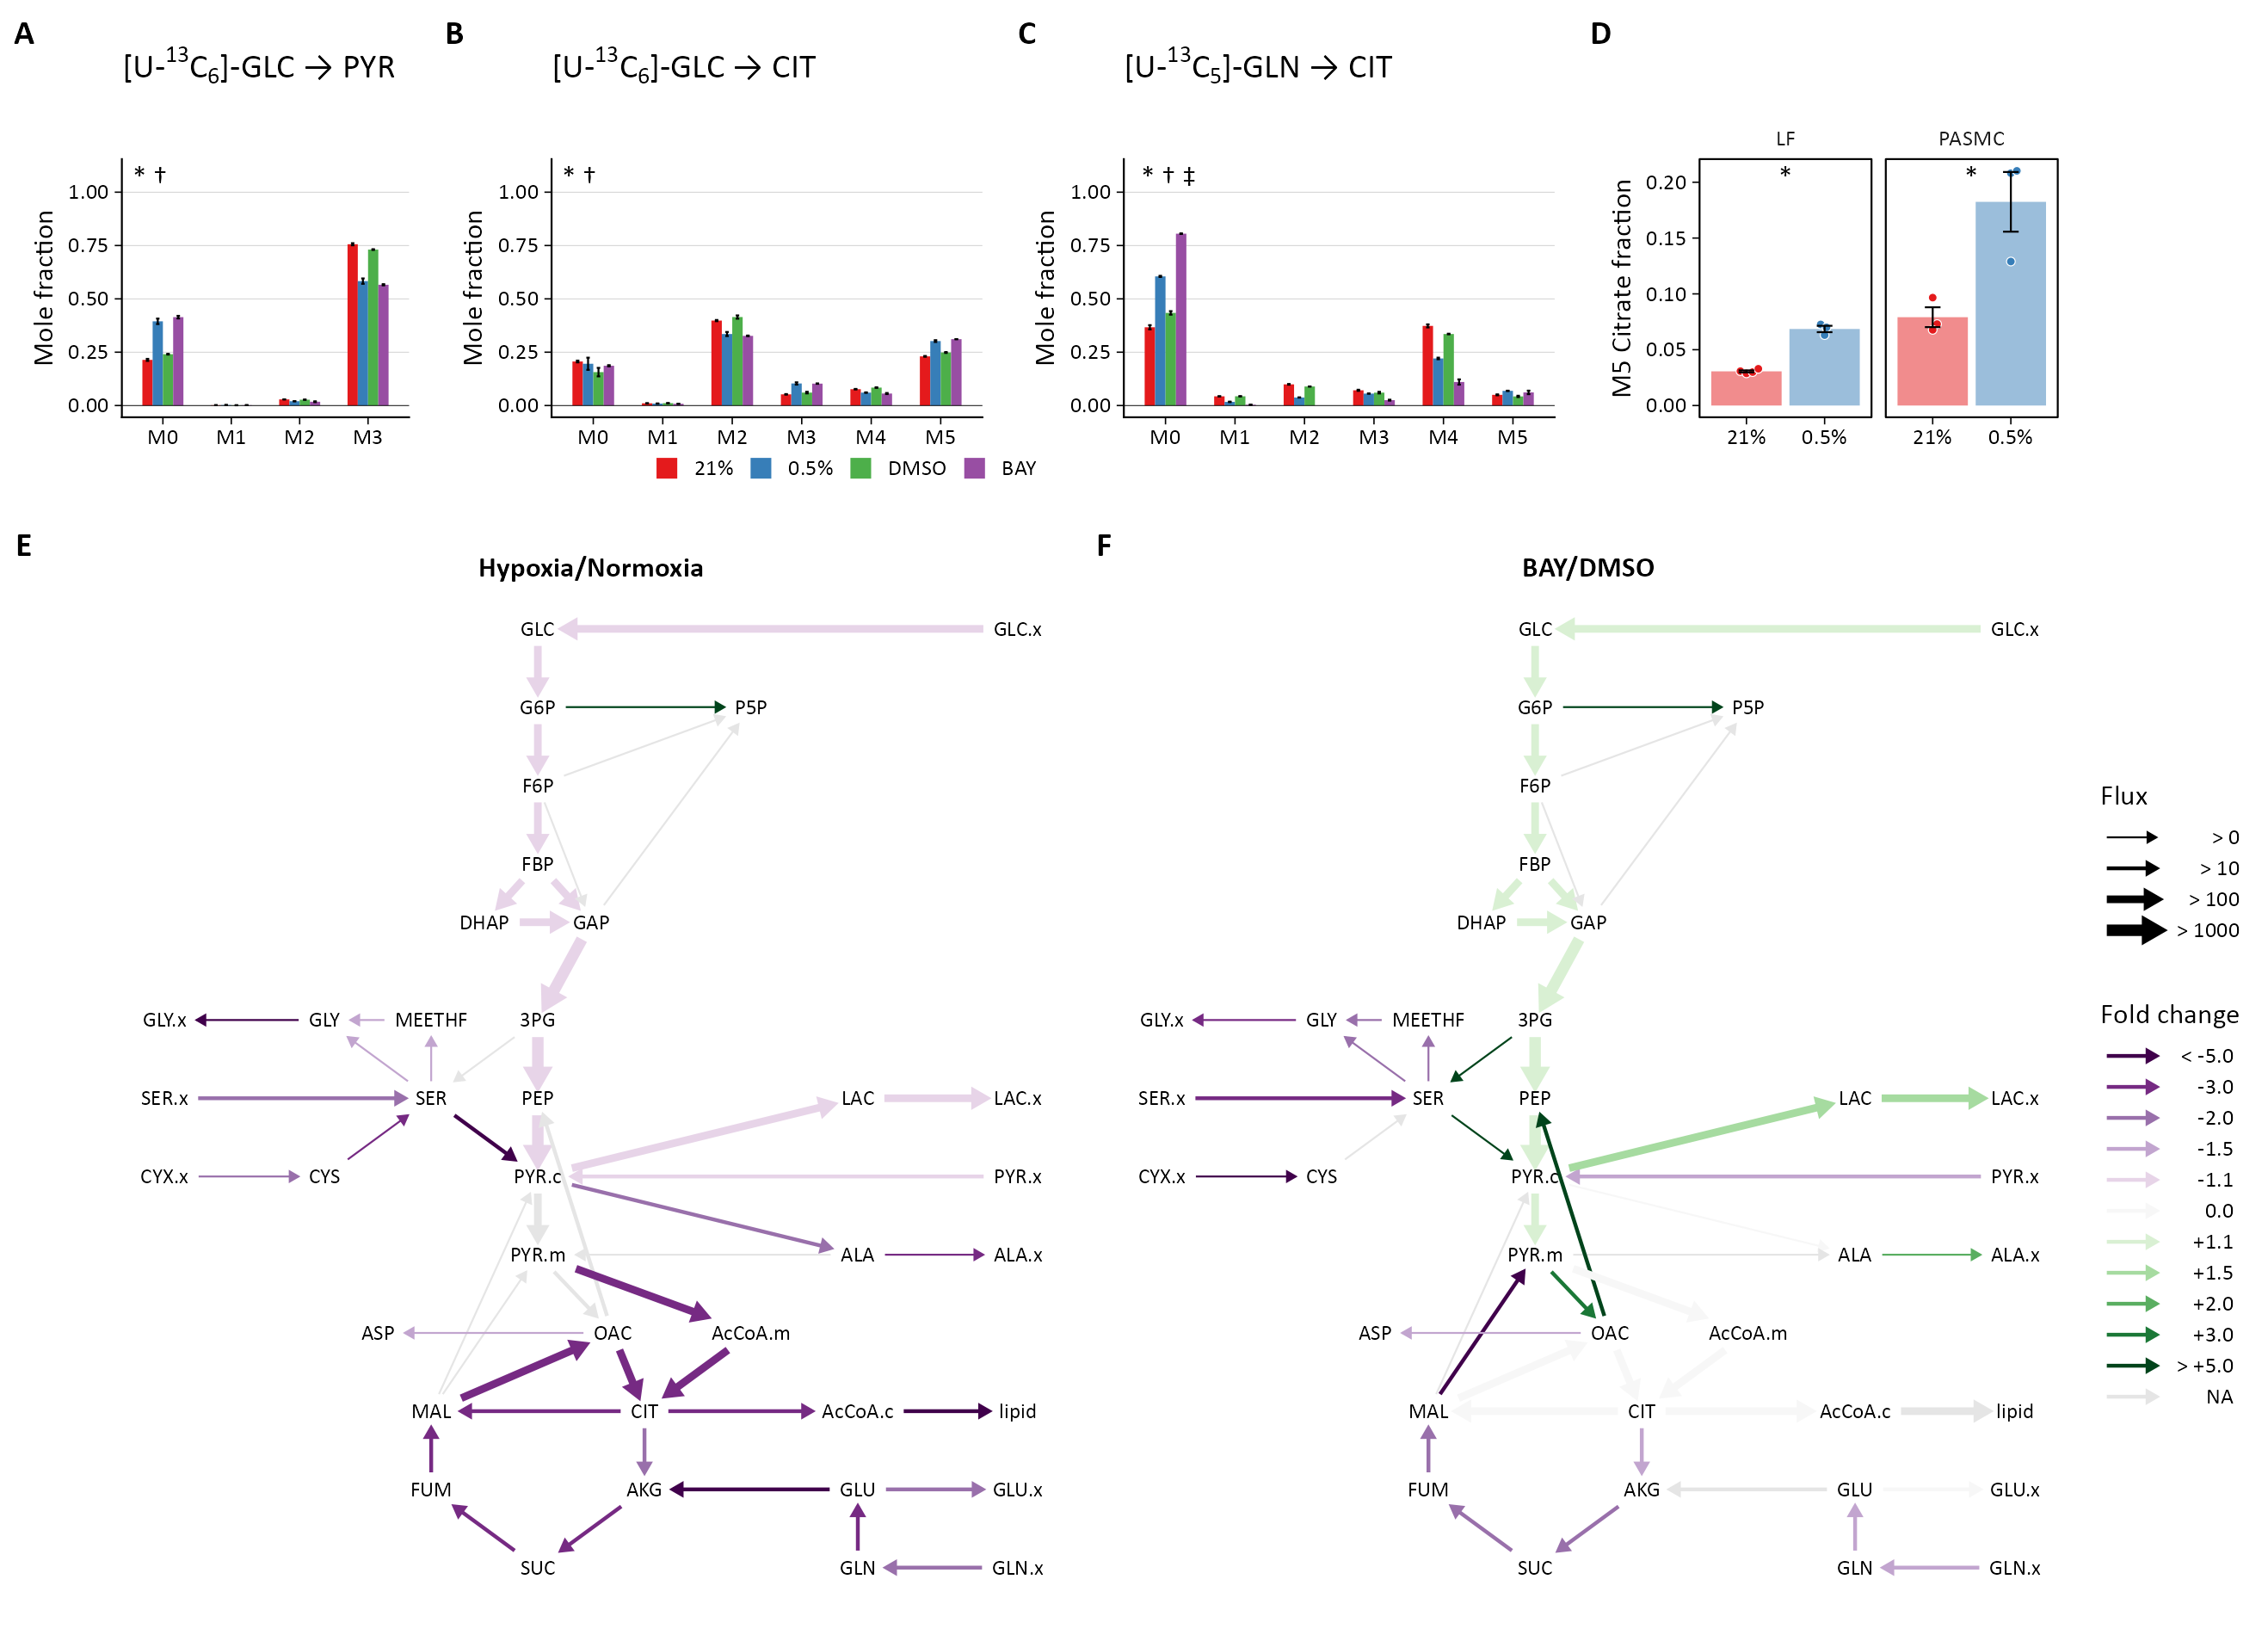 A
[U-13C6]-GLC → PYR
Mole fraction
1.00
0.75
0.50
0.25
0.00
* †
M0 M1 M2 M3
B
[U-13C6]-GLC → CIT
Mole fraction
1.00
0.75
0.50
0.25
0.00
* †
M0 M1 M2 M3 M4 M5
C
[U-13C5]-GLN → CIT
Mole fraction
1.00
0.75
0.50
0.25
0.00
* † ‡
M0 M1 M2 M3 M4 M5
21% 0.5% DMSO BAY
D
LF PASMC
M5 Citrate fraction
0.20
0.15
0.10
0.05
0.00
* *
21% 0.5% 21% 0.5%
E
Hypoxia/Normoxia
GLC GLC.x
G6P P5P
F6P
FBP
DHAP GAP
GLY.x GLY MEETHF 3PG
SER.x SER PEP LAC LAC.x
CYX.x CYS PYR.c PYR.x
PYR.m ALA ALA.x
ASP OAC AcCoA.m
MAL CIT AcCoA.c lipid
FUM AKG GLU GLU.x
SUC GLN GLN.x
F
BAY/DMSO
GLC GLC.x
G6P P5P
F6P
FBP
DHAP GAP
GLY.x GLY MEETHF 3PG
SER.x SER PEP LAC LAC.x
CYX.x CYS PYR.c PYR.x
PYR.m ALA ALA.x
ASP OAC AcCoA.m
MAL CIT AcCoA.c lipid
FUM AKG GLU GLU.x
SUC GLN GLN.x
Flux
> 0
> 10
> 100
> 1000
Fold change
< -5.0
-3.0
-2.0
-1.5
-1.1
0.0
+1.1
+1.5
+2.0
+3.0
> +5.0
NA